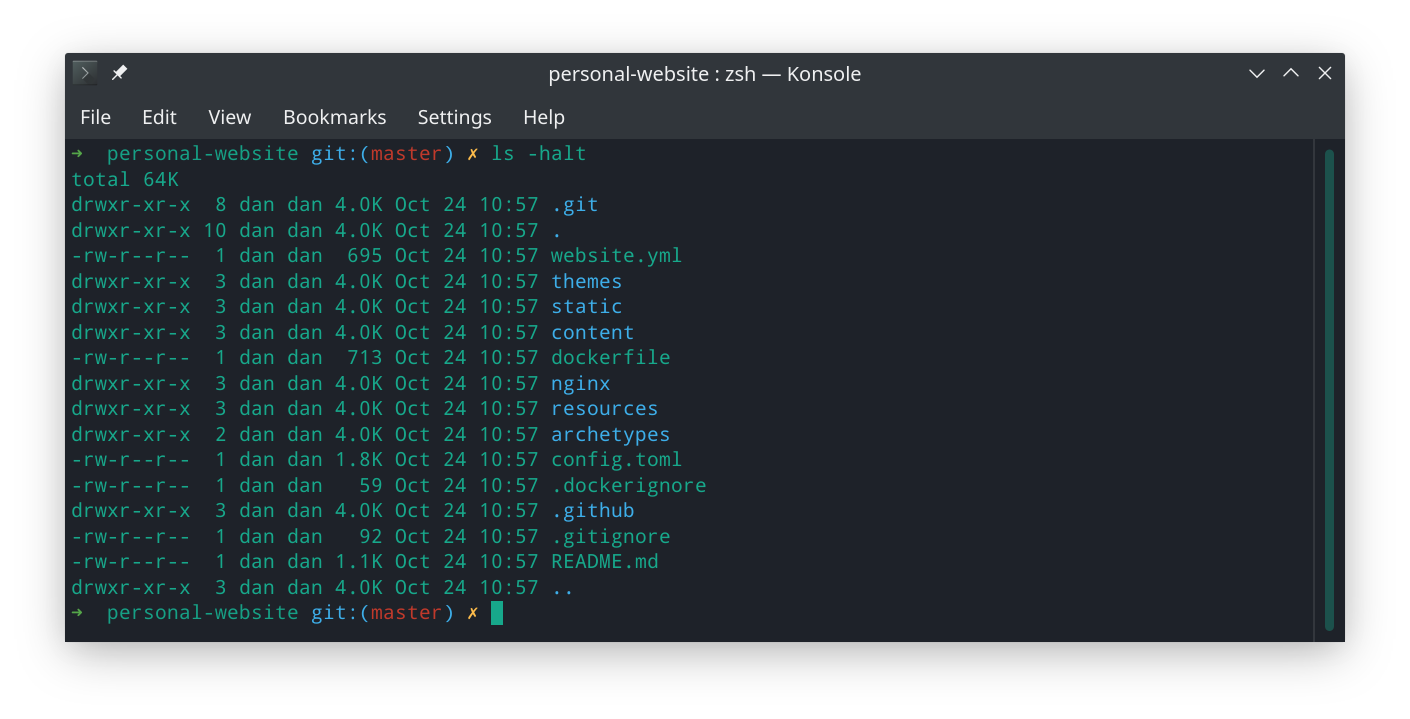 personal-website : zsh — Konsole
File Edit View Bookmarks Settings Help
➜  personal-website git:(master) ✗ ls -halt
total 64K
drwxr-xr-x  8 dan dan 4.0K Oct 24 10:57 .git
drwxr-xr-x 10 dan dan 4.0K Oct 24 10:57 .
-rw-r--r--  1 dan dan  695 Oct 24 10:57 website.yml
drwxr-xr-x  3 dan dan 4.0K Oct 24 10:57 themes
drwxr-xr-x  3 dan dan 4.0K Oct 24 10:57 static
drwxr-xr-x  3 dan dan 4.0K Oct 24 10:57 content
-rw-r--r--  1 dan dan  713 Oct 24 10:57 dockerfile
drwxr-xr-x  3 dan dan 4.0K Oct 24 10:57 nginx
drwxr-xr-x  3 dan dan 4.0K Oct 24 10:57 resources
drwxr-xr-x  2 dan dan 4.0K Oct 24 10:57 archetypes
-rw-r--r--  1 dan dan 1.8K Oct 24 10:57 config.toml
-rw-r--r--  1 dan dan   59 Oct 24 10:57 .dockerignore
drwxr-xr-x  3 dan dan 4.0K Oct 24 10:57 .github
-rw-r--r--  1 dan dan   92 Oct 24 10:57 .gitignore
-rw-r--r--  1 dan dan 1.1K Oct 24 10:57 README.md
drwxr-xr-x  3 dan dan 4.0K Oct 24 10:57 ..
➜  personal-website git:(master) ✗